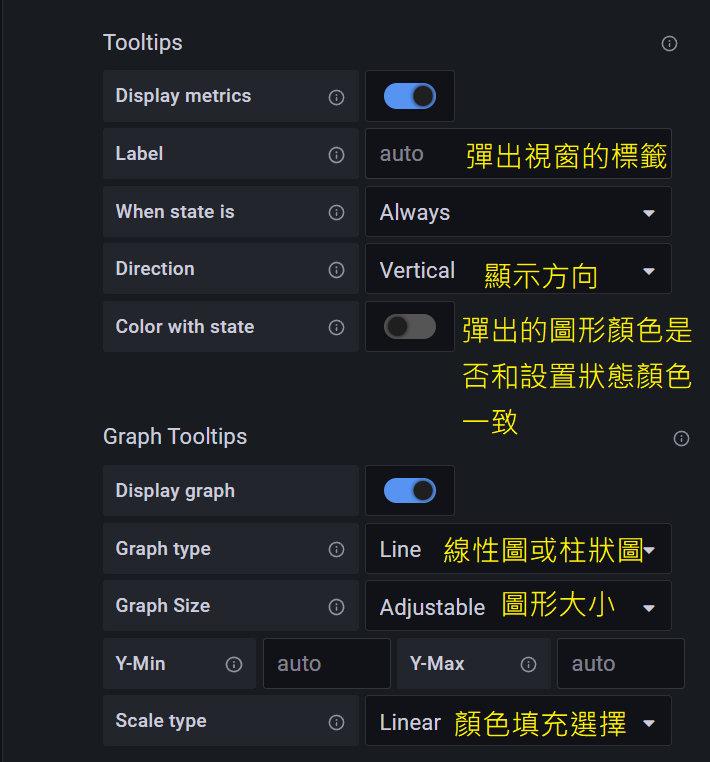 Tooltips
Display metrics
Label auto 彈出視窗的標籤
When state is Always
Direction Vertical 顯示方向
Color with state 彈出的圖形顏色是
否和設置狀態顏色
一致
Graph Tooltips
Display graph
Graph type Line 線性圖或柱狀圖
Graph Size Adjustable 圖形大小
Y-Min auto Y-Max auto
Scale type Linear 顏色填充選擇